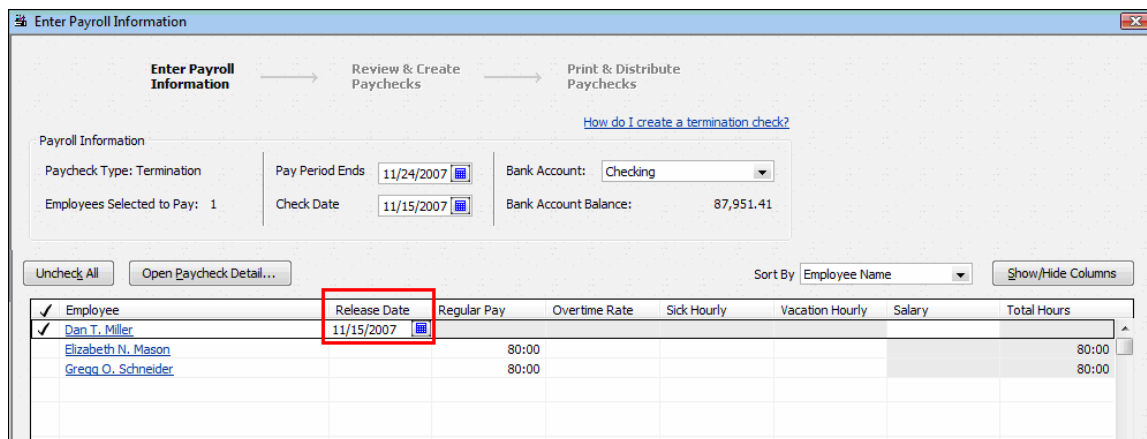 Enter Payroll Information
Enter Payroll Information
Review & Create Paychecks
Print & Distribute Paychecks
How do I create a termination check?
Payroll Information
Paycheck Type: Termination Pay Period Ends 11/24/2007 Bank Account: Checking
Employees Selected to Pay: 1 Check Date 11/15/2007 Bank Account Balance: 87,951.41
Uncheck All Open Paycheck Detail... Sort By Employee Name Show/Hide Columns
Employee Release Date Regular Pay Overtime Rate Sick Hourly Vacation Hourly Salary Total Hours
Dan T. Miller 11/15/2007
Elizabeth N. Mason 80:00 80:00
Gregg O. Schneider 80:00 80:00